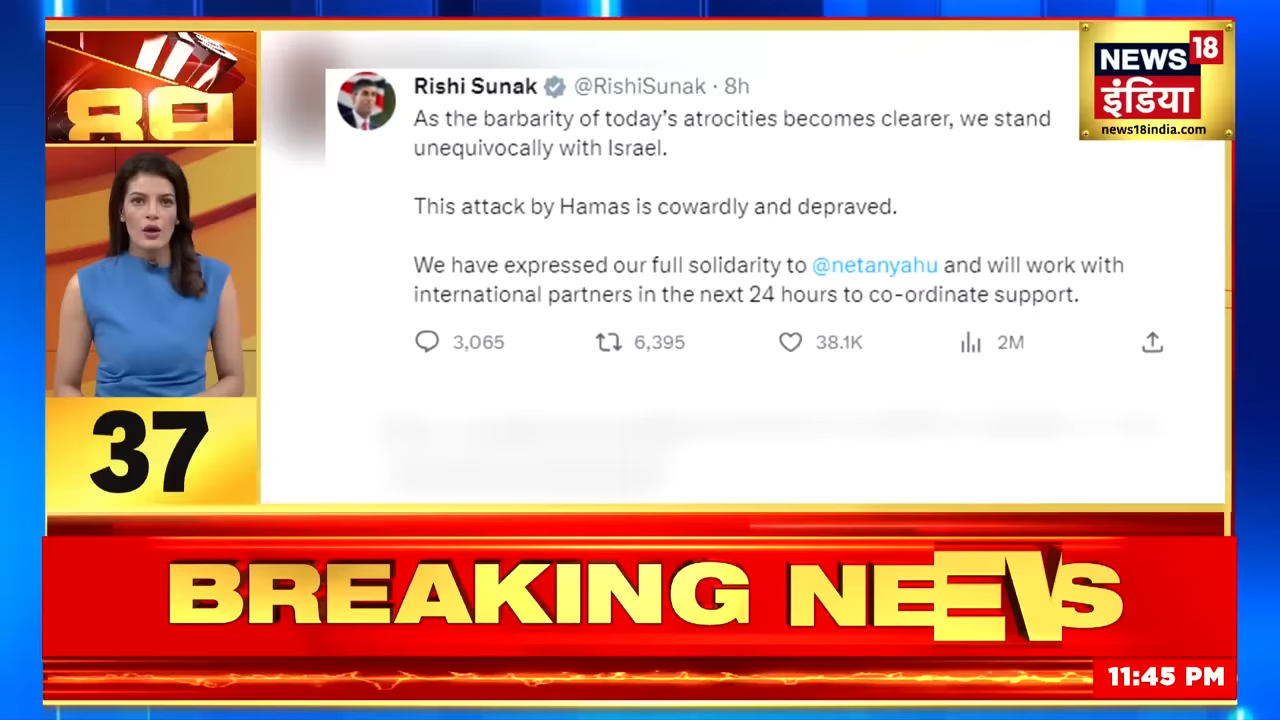 80
NEWS 18
इंडिया
news18india.com
Rishi Sunak @RishiSunak · 8h
As the barbarity of today’s atrocities becomes clearer, we stand
unequivocally with Israel.
This attack by Hamas is cowardly and depraved.
We have expressed our full solidarity to @netanyahu and will work with
international partners in the next 24 hours to co-ordinate support.
3,065 6,395 38.1K 2M
37
BREAKING NEWS
11:45 PM